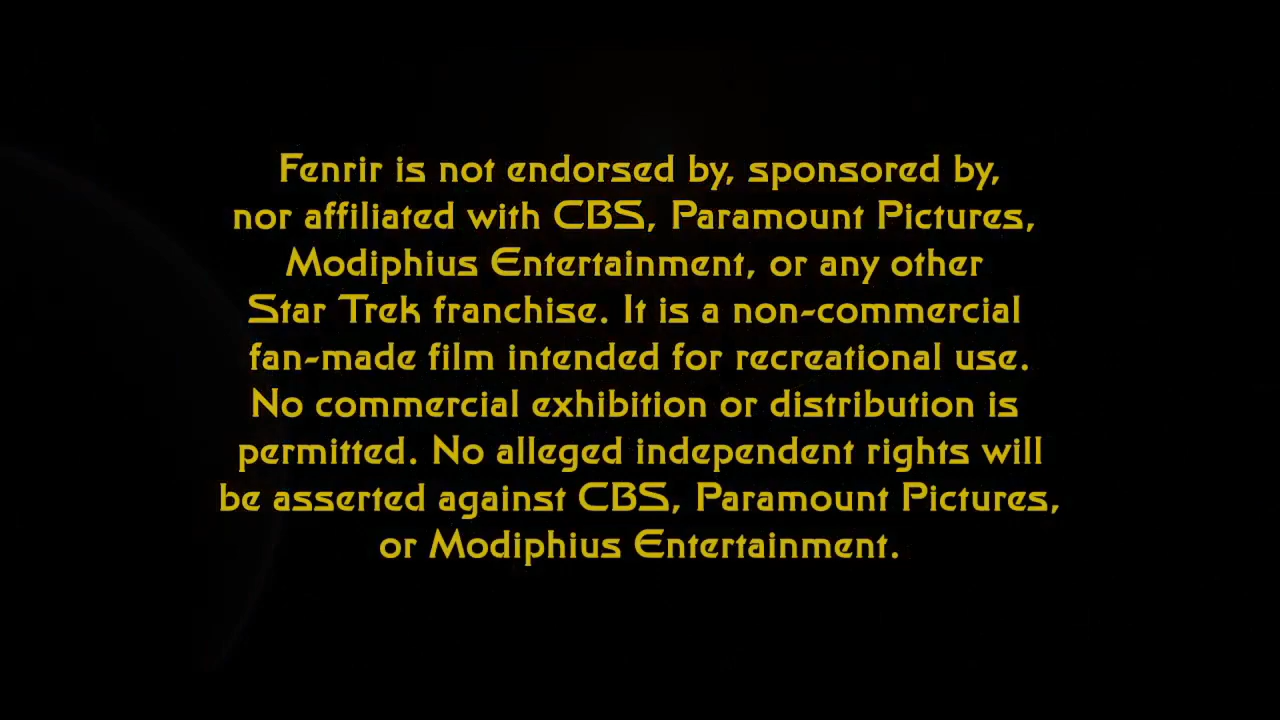 Fenrir is not endorsed by, sponsored by,
nor affiliated with CBS, Paramount Pictures,
Modiphius Entertainment, or any other
Star Trek franchise. It is a non-commercial
fan-made film intended for recreational use.
No commercial exhibition or distribution is
permitted. No alleged independent rights will
be asserted against CBS, Paramount Pictures,
or Modiphius Entertainment.